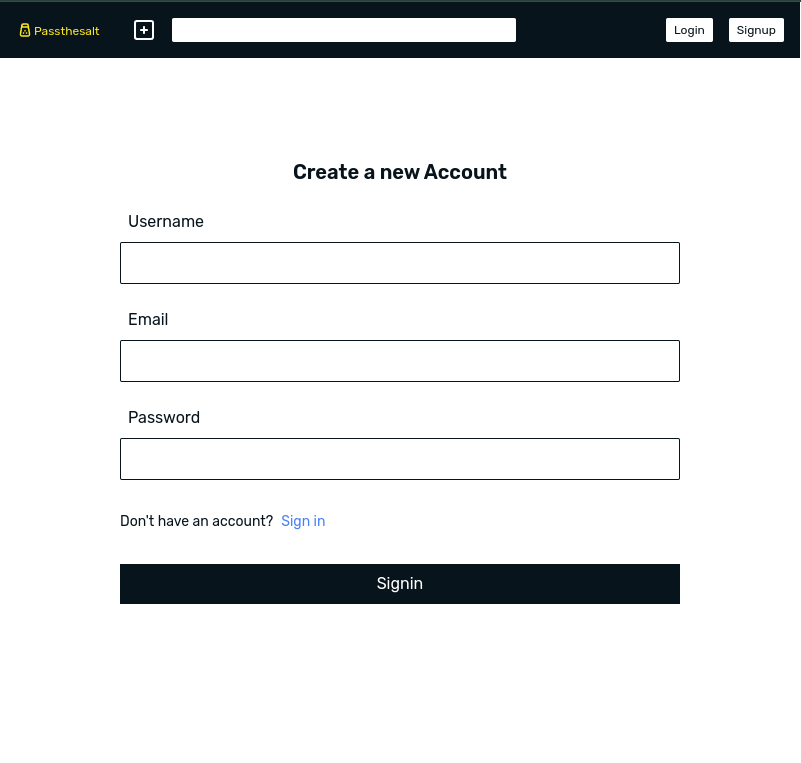 Passthesalt
Login
Signup
Create a new Account
Username
Email
Password
Don't have an account? Sign in
Signin